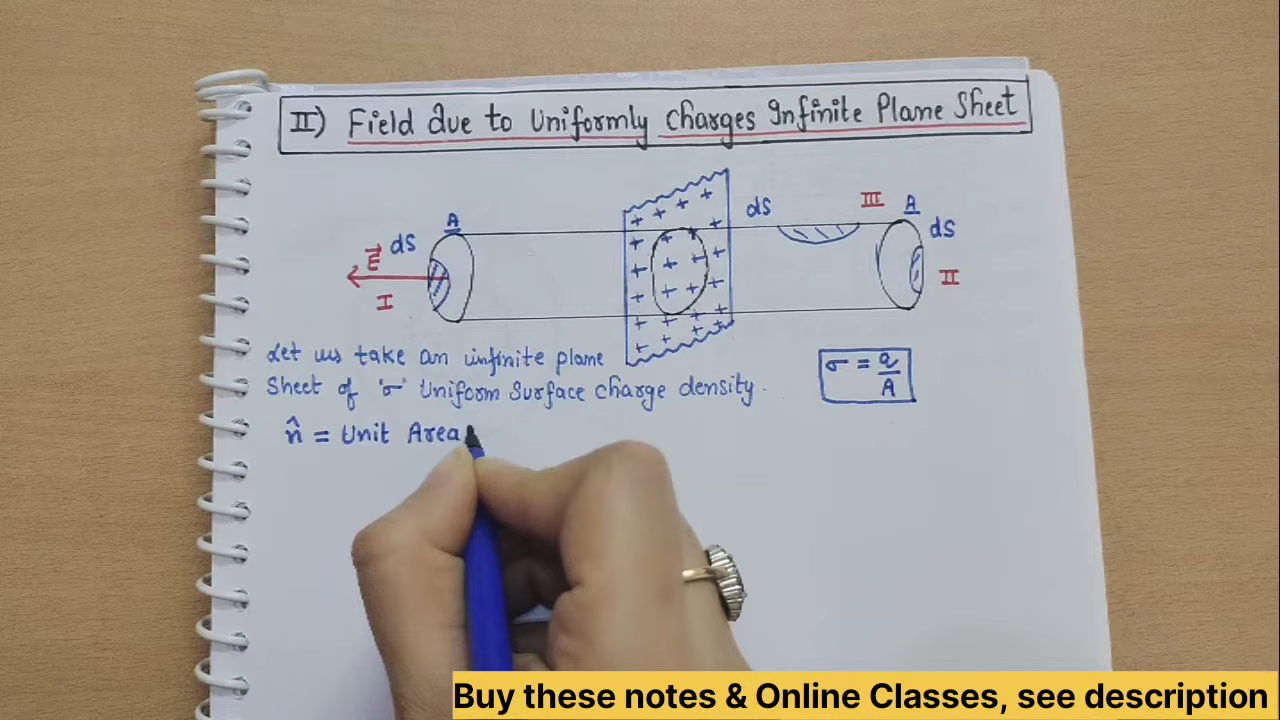 II) Field due to Uniformly Charges Infinite Plane Sheet
A
dS
E
I
dS
III
A
dS
II
Let us take an infinite plane
Sheet of 'σ' Uniform Surface charge density.
σ = q/A
n̂ = Unit Area
Buy these notes & Online Classes, see description